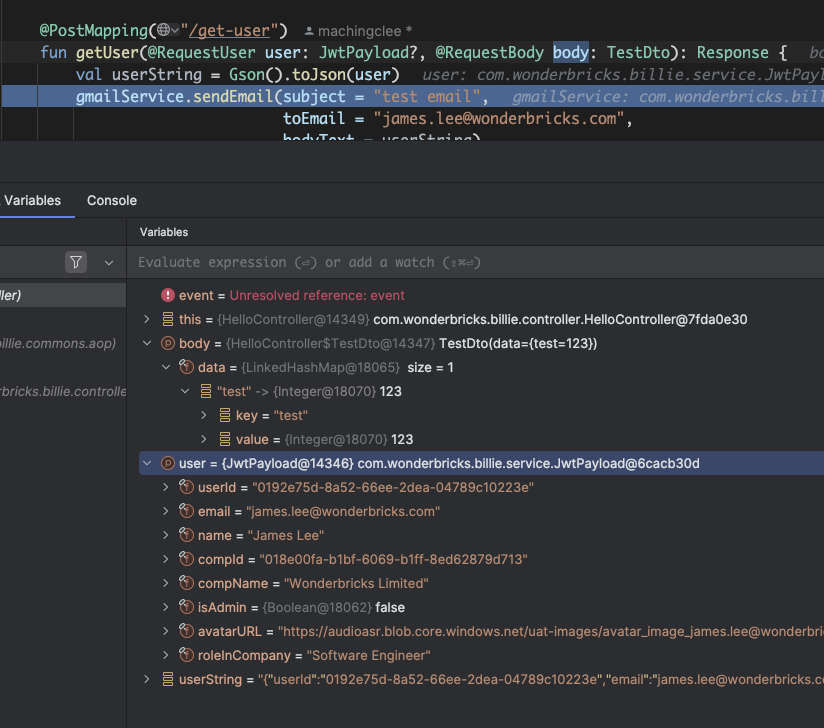 @PostMapping("/get-user") machingclee *
fun getUser(@RequestUser user: JwtPayload?, @RequestBody body: TestDto): Response {
val userString = Gson().toJson(user) user: com.wonderbricks.billie.service.JwtPayl
gmailService.sendEmail(subject = "test email", gmailService: com.wonderbricks.bill
toEmail = "james.lee@wonderbricks.com",
bodyText = userString)
Variables
Console
Variables
Evaluate expression (⏎) or add a watch (⇧⌘⏎)
ller)
event = Unresolved reference: event
this = {HelloController@14349} com.wonderbricks.billie.controller.HelloController@7fda0e30
billie.commons.aop)
body = {HelloController$TestDto@14347} TestDto(data={test=123})
data = {LinkedHashMap@18065} size = 1
rbricks.billie.controlle
"test" -> {Integer@18070} 123
key = "test"
value = {Integer@18070} 123
user = {JwtPayload@14346} com.wonderbricks.billie.service.JwtPayload@6cacb30d
userId = "0192e75d-8a52-66ee-2dea-04789c10223e"
email = "james.lee@wonderbricks.com"
name = "James Lee"
compId = "018e00fa-b1bf-6069-b1ff-8ed62879d713"
compName = "Wonderbricks Limited"
isAdmin = {Boolean@18062} false
avatarURL = "https://audioasr.blob.core.windows.net/uat-images/avatar_image_james.lee@wonderbri
roleInCompany = "Software Engineer"
userString = "{"userId":"0192e75d-8a52-66ee-2dea-04789c10223e","email":"james.lee@wonderbricks.co